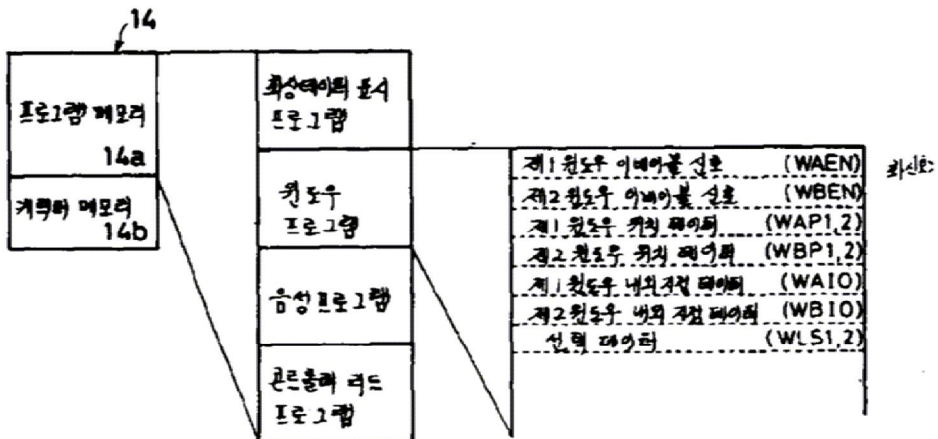 14
프로그램 메모리
14a
캐릭터 메모리
14b
화상데이터 표시
프로그램
윈도우
프로그램
음성프로그램
콘트롤러 리드
프로그램
제1 윈도우 이네이블 신호 (WAEN)
제2 윈도우 이네이블 신호 (WBEN)
제1 윈도우 위치 데이터 (WAP1,2)
제2 윈도우 위치 데이터 (WBP1,2)
제1 윈도우 내외지정 데이터 (WAIO)
제2 윈도우 내외 지정 데이터 (WBIO)
선택 데이터 (WLS1,2)